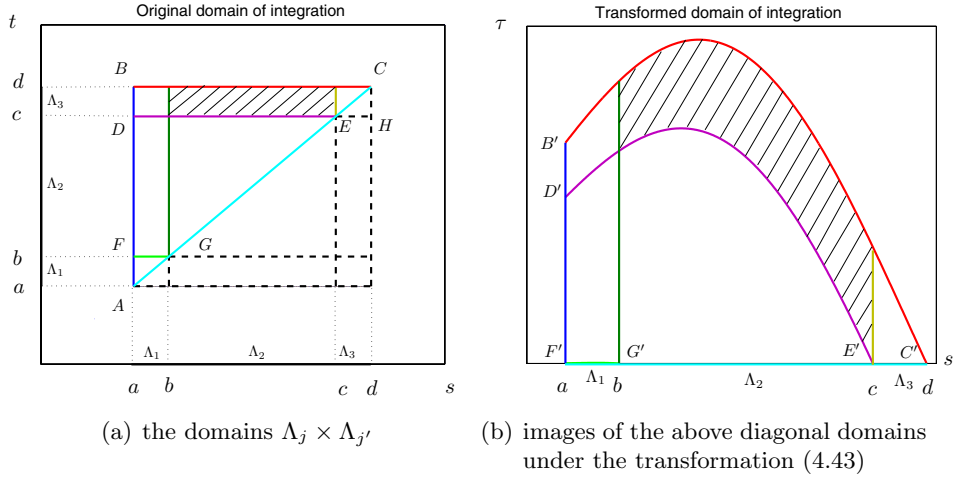 Original domain of integration
t
d
c
b
a
Λ₃
Λ₂
Λ₁
B
C
D
E
H
F
G
A
Λ₁
Λ₂
Λ₃
a
b
c
d
s
(a) the domains Λⱼ × Λⱼ′
Transformed domain of integration
τ
B′
D′
F′
G′
E′
C′
s
a
Λ₁
b
Λ₂
c
Λ₃
d
(b) images of the above diagonal domains
under the transformation (4.43)